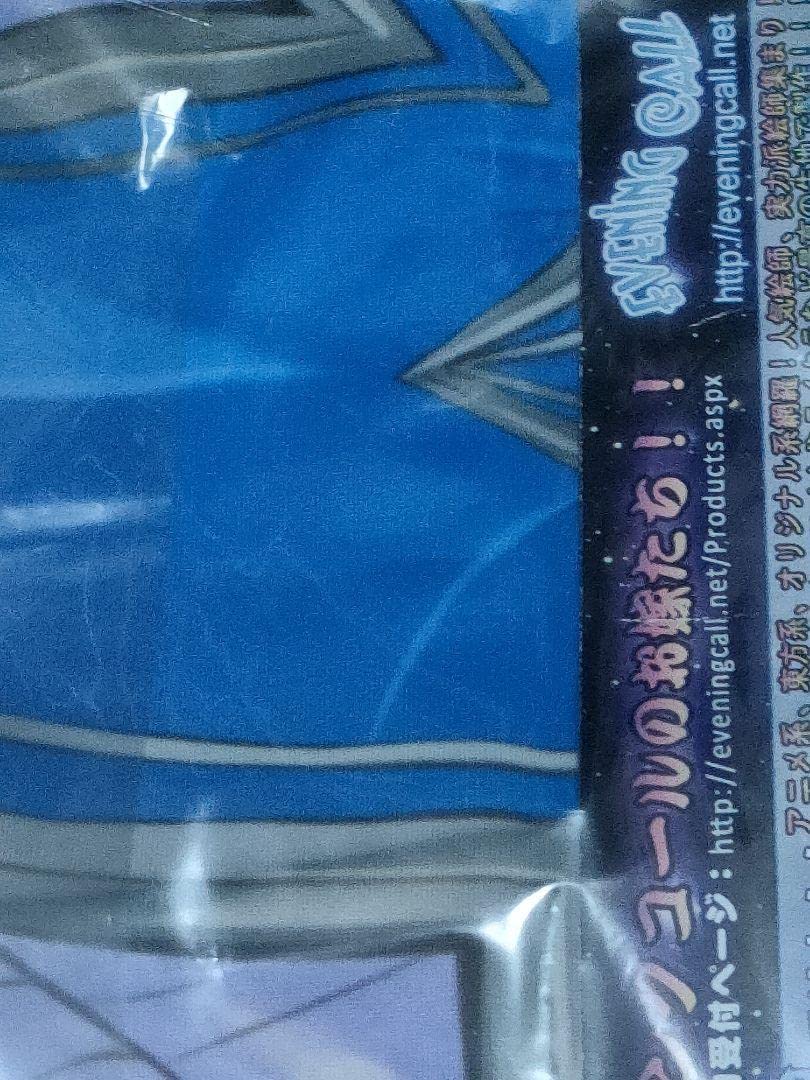 EVENING CALL
http://eveningcall.net
グコールのお嫁たち！！
受付ページ：http://eveningcall.net/Products.aspx
アニメ系、東方系、オリジナル系網羅！人気絵師、実力派絵師集まり！